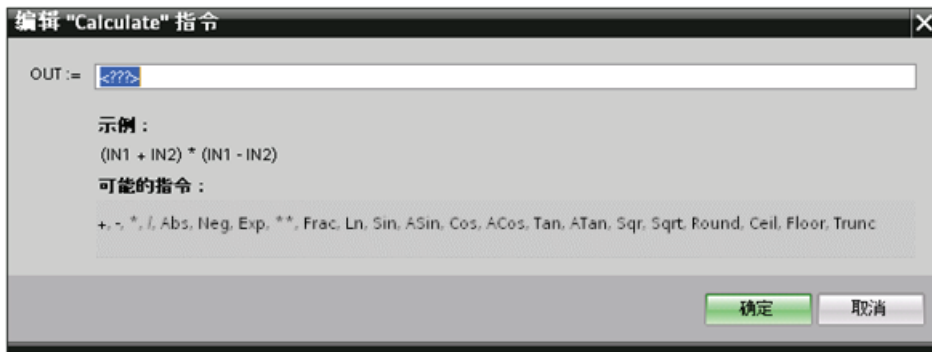 编辑 "Calculate" 指令
OUT := <???>
示例：
(IN1 + IN2) * (IN1 - IN2)
可能的指令：
+, -, *, /, Abs, Neg, Exp, **, Frac, Ln, Sin, ASin, Cos, ACos, Tan, ATan, Sqr, Sqrt, Round, Ceil, Floor, Trunc
确定 取消